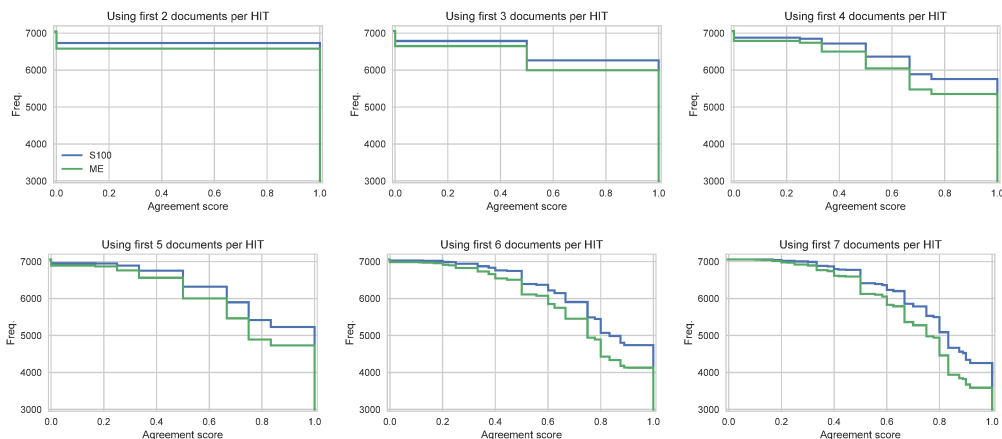 Using first 2 documents per HIT
7000
6000
5000
4000
3000
Freq.
S100
ME
0.0 0.2 0.4 0.6 0.8 1.0
Agreement score
Using first 3 documents per HIT
7000
6000
5000
4000
3000
Freq.
0.0 0.2 0.4 0.6 0.8 1.0
Agreement score
Using first 4 documents per HIT
7000
6000
5000
4000
3000
Freq.
0.0 0.2 0.4 0.6 0.8 1.0
Agreement score
Using first 5 documents per HIT
7000
6000
5000
4000
3000
Freq.
0.0 0.2 0.4 0.6 0.8 1.0
Agreement score
Using first 6 documents per HIT
7000
6000
5000
4000
3000
Freq.
0.0 0.2 0.4 0.6 0.8 1.0
Agreement score
Using first 7 documents per HIT
7000
6000
5000
4000
3000
Freq.
0.0 0.2 0.4 0.6 0.8 1.0
Agreement score